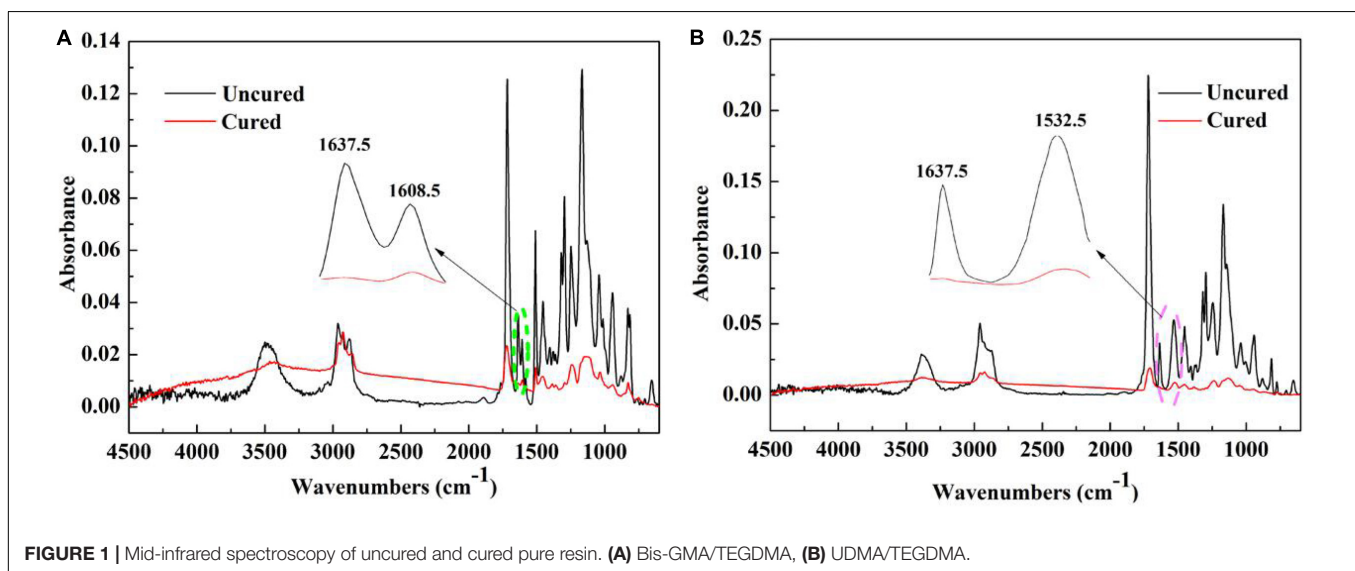 A
0.14
0.12
0.10
0.08
0.06
0.04
0.02
0.00
Absorbance
Uncured
Cured
1637.5
1608.5
4500 4000 3500 3000 2500 2000 1500 1000
Wavenumbers (cm-1)
B
0.25
0.20
0.15
0.10
0.05
0.00
Absorbance
Uncured
Cured
1532.5
1637.5
4500 4000 3500 3000 2500 2000 1500 1000
Wavenumbers (cm-1)
FIGURE 1 | Mid-infrared spectroscopy of uncured and cured pure resin. (A) Bis-GMA/TEGDMA, (B) UDMA/TEGDMA.